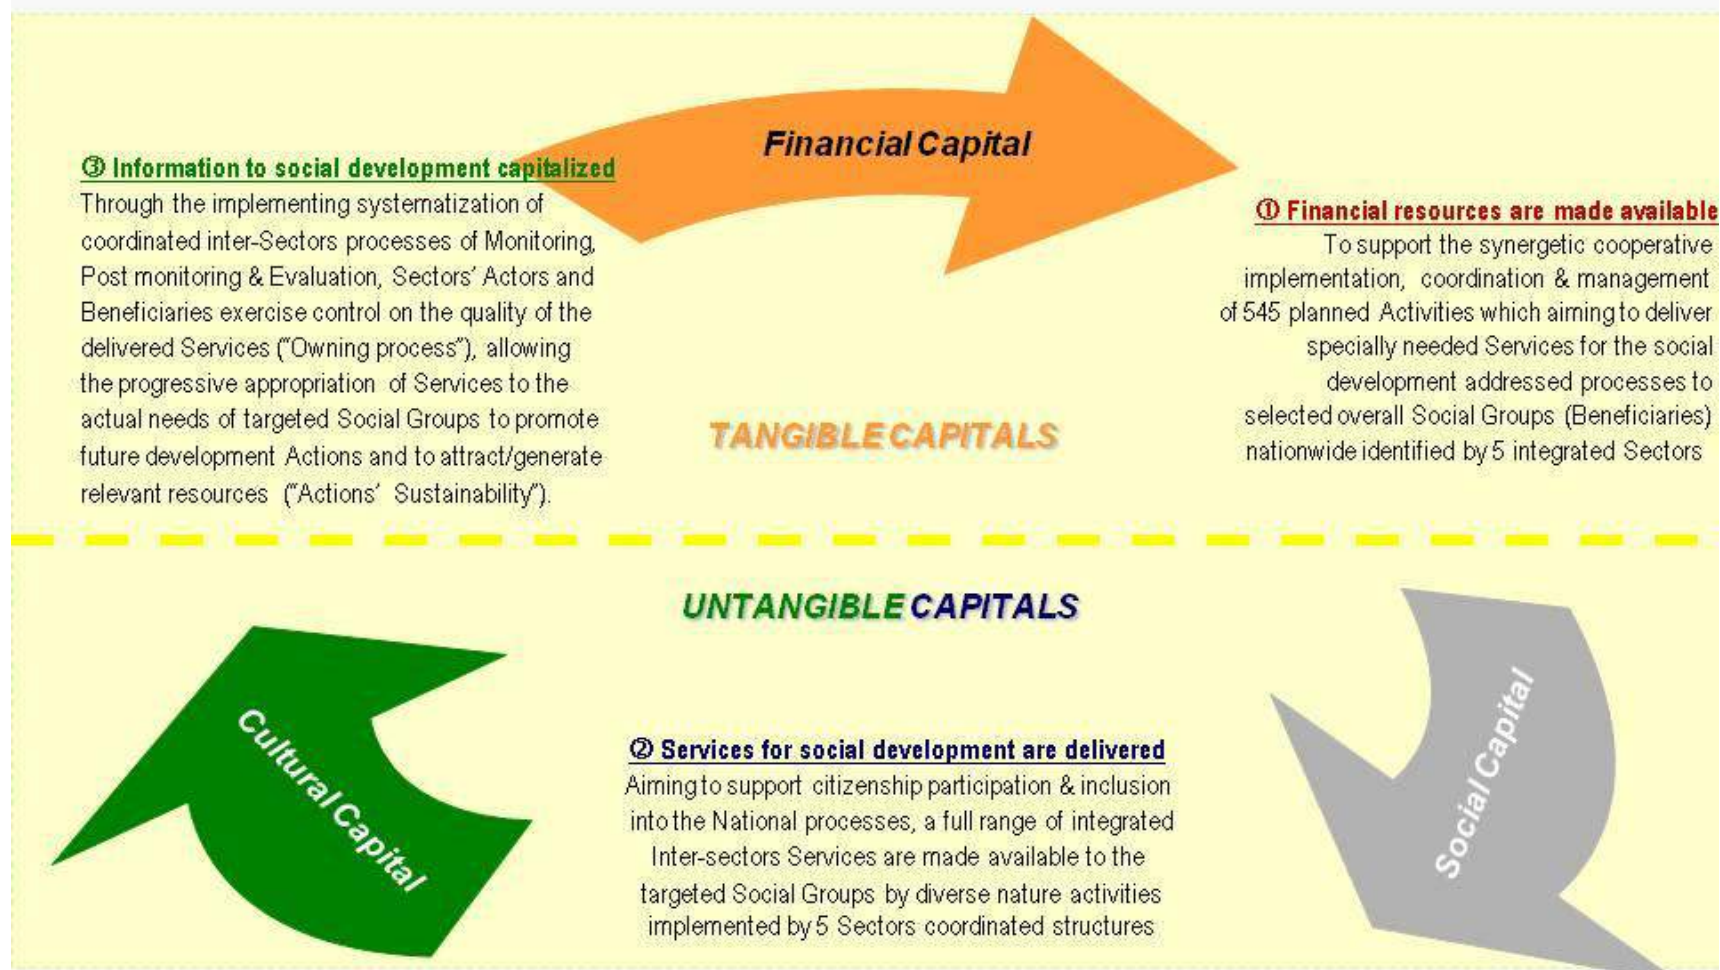 Financial Capital
③ Information to social development capitalized
Through the implementing systematization of
coordinated inter-Sectors processes of Monitoring,
Post monitoring & Evaluation, Sectors' Actors and
Beneficiaries exercise control on the quality of the
delivered Services ("Owning process"), allowing
the progressive appropriation of Services to the
actual needs of targeted Social Groups to promote
future development Actions and to attract/generate
relevant resources ("Actions' Sustainability").
① Financial resources are made available
To support the synergetic cooperative
implementation, coordination & management
of 545 planned Activities which aiming to deliver
specially needed Services for the social
development addressed processes to
selected overall Social Groups (Beneficiaries)
nationwide identified by 5 integrated Sectors
TANGIBLE CAPITALS
UNTANGIBLE CAPITALS
Cultural Capital
② Services for social development are delivered
Aiming to support citizenship participation & inclusion
into the National processes, a full range of integrated
Inter-sectors Services are made available to the
targeted Social Groups by diverse nature activities
implemented by 5 Sectors coordinated structures
Social Capital